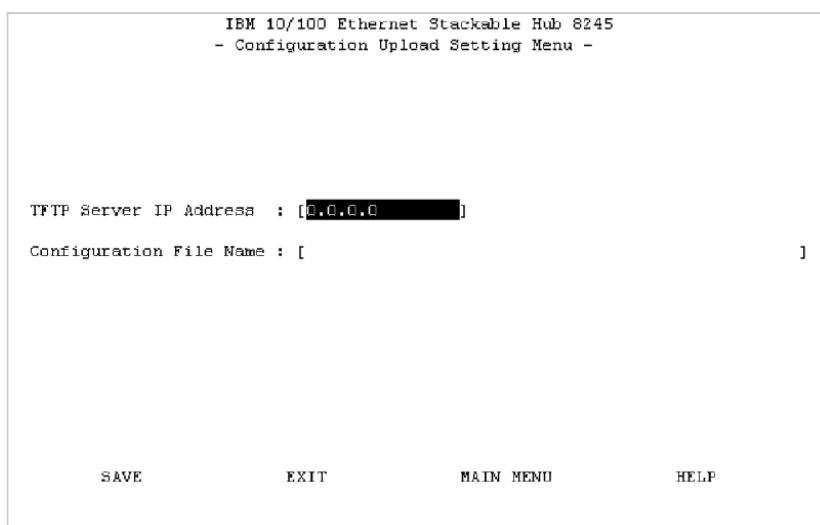 IBM 10/100 Ethernet Stackable Hub 8245
- Configuration Upload Setting Menu -
TFTP Server IP Address : [0.0.0.0 ]
Configuration File Name : [ ]
SAVE EXIT MAIN MENU HELP